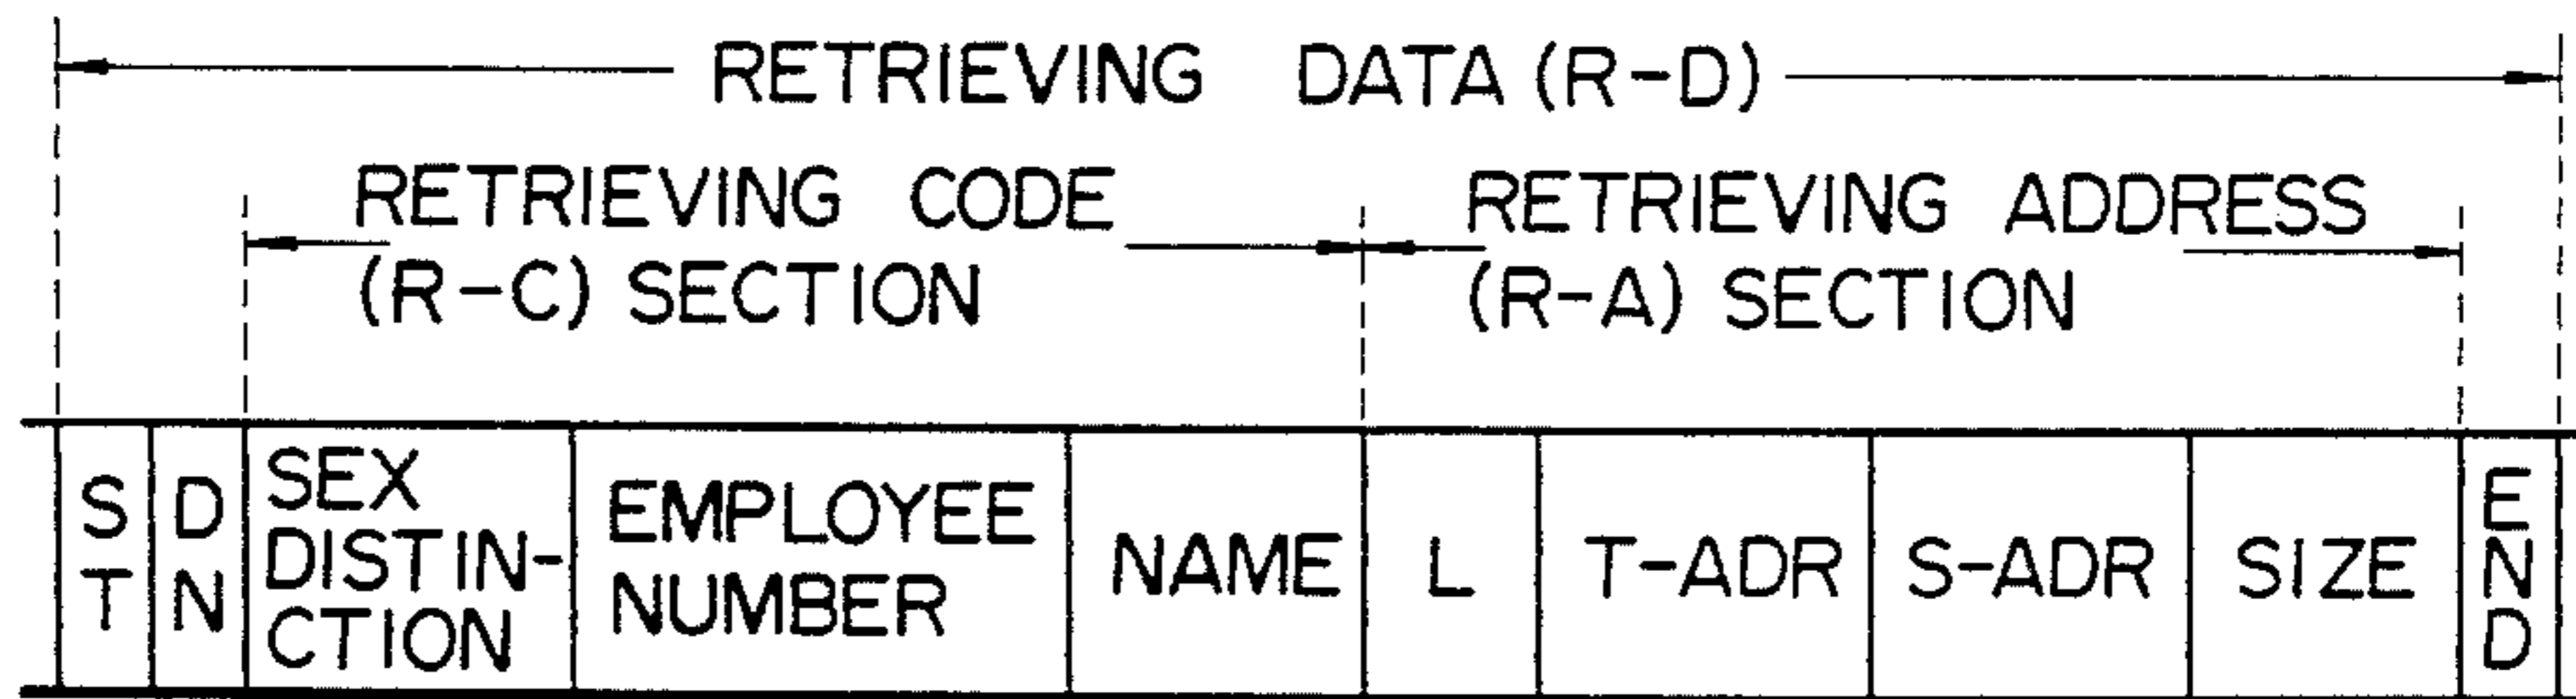 RETRIEVING DATA (R-D)
RETRIEVING CODE
(R-C) SECTION
RETRIEVING ADDRESS
(R-A) SECTION
S
T
D
N
SEX
DISTIN-
CTION
EMPLOYEE
NUMBER
NAME
L
T-ADR
S-ADR
SIZE
E
N
D